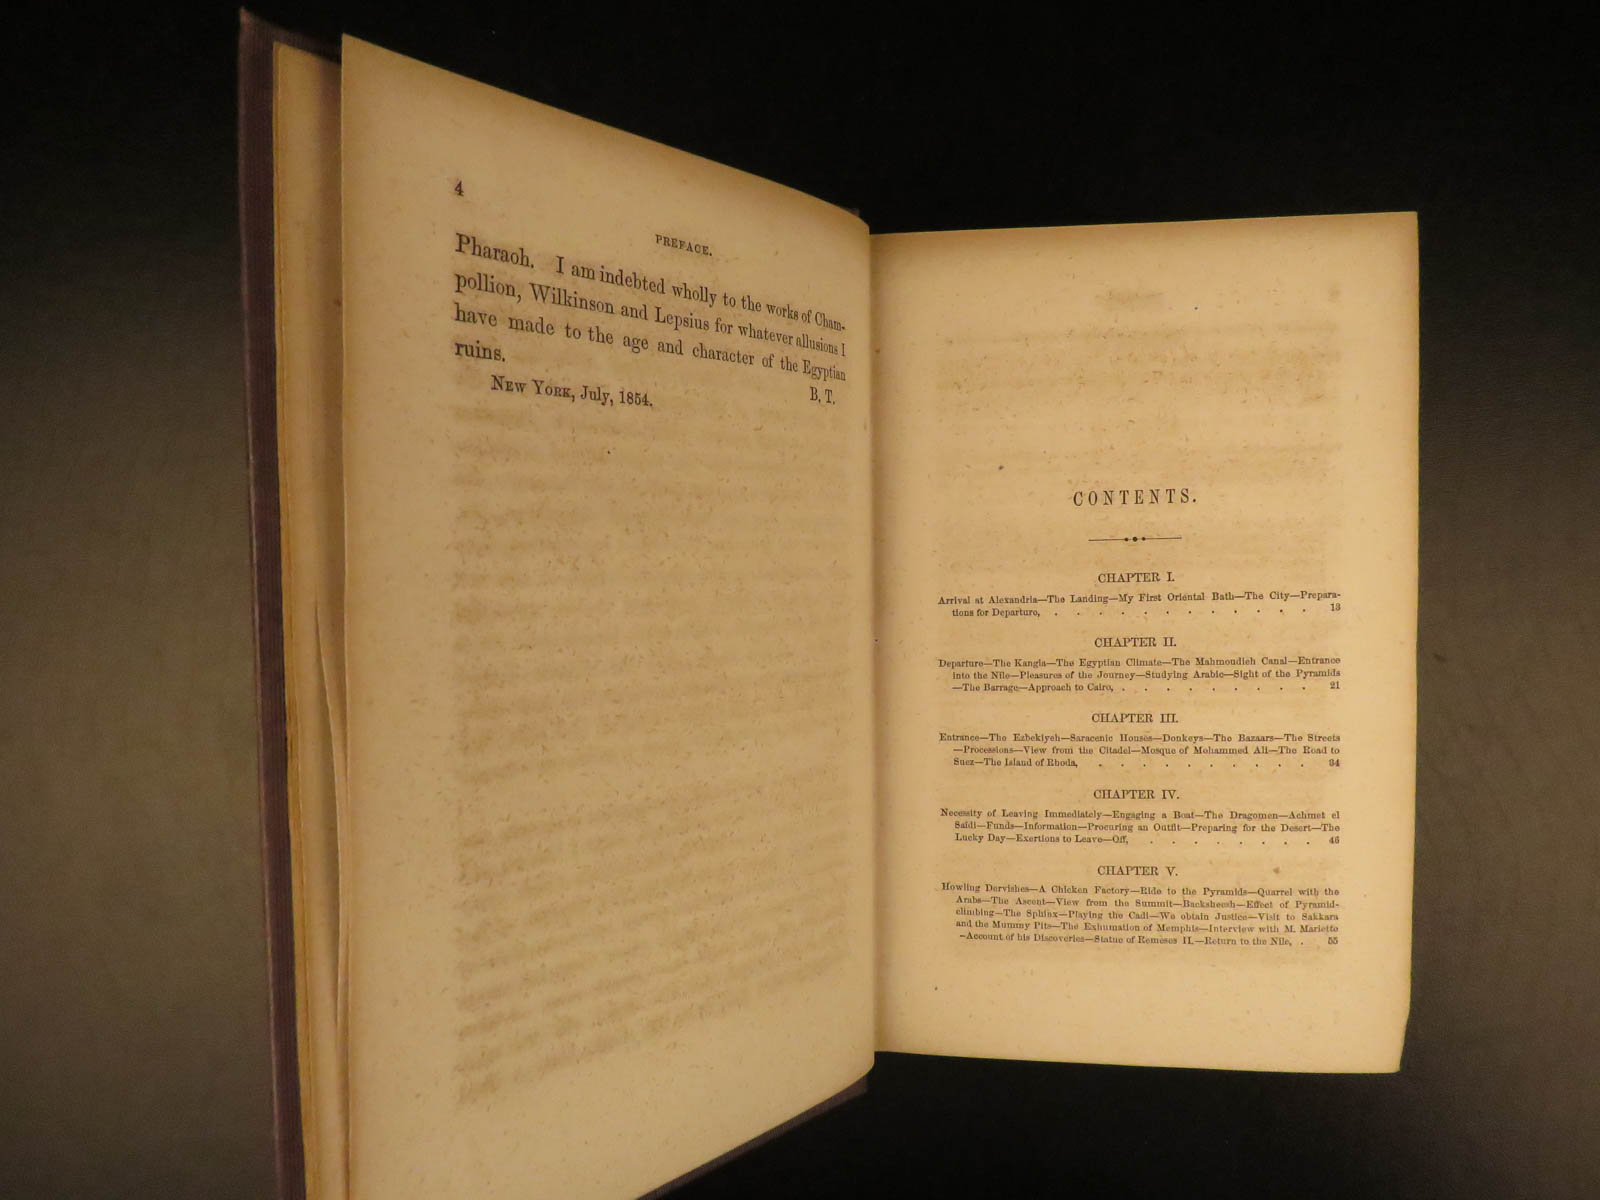 4
PREFACE.
Pharaoh. I am indebted wholly to the works of Cham-
pollion, Wilkinson and Lepsius for whatever allusions I
have made to the age and character of the Egyptian
ruins.
B. T.
New York, July, 1854.
CONTENTS.
CHAPTER I.
Arrival at Alexandria—The Landing—My First Oriental Bath—The City—Prepara-
tions for Departure, . . . . . . . . . . . . 13
CHAPTER II.
Departure—The Kangia—The Egyptian Climate—The Mahmoudieh Canal—Entrance
into the Nile—Pleasures of the Journey—Studying Arabic—Sight of the Pyramids
—The Barrage—Approach to Cairo, . . . . . . . . . 21
CHAPTER III.
Entrance—The Ezbekiyeh—Saracenic Houses—Donkeys—The Bazaars—The Streets
—Processions—View from the Citadel—Mosque of Mohammed Ali—The Road to
Suez—The Island of Rhoda, . . . . . . . . . . 34
CHAPTER IV.
Necessity of Leaving Immediately—Engaging a Boat—The Dragomen—Achmet el
Saïdi—Funds—Information—Procuring an Outfit—Preparing for the Desert—The
Lucky Day—Exertions to Leave—Off, . . . . . . . . 46
CHAPTER V.
Howling Dervishes—A Chicken Factory—Ride to the Pyramids—Quarrel with the
Arabs—The Ascent—View from the Summit—Backsheesh—Effect of Pyramid-
climbing—The Sphinx—Playing the Cadi—We obtain Justice—Visit to Sakkara
and the Mummy Pits—The Exhumation of Memphis—Interview with M. Mariette
—Account of his Discoveries—Statue of Remeses II.—Return to the Nile, . 55